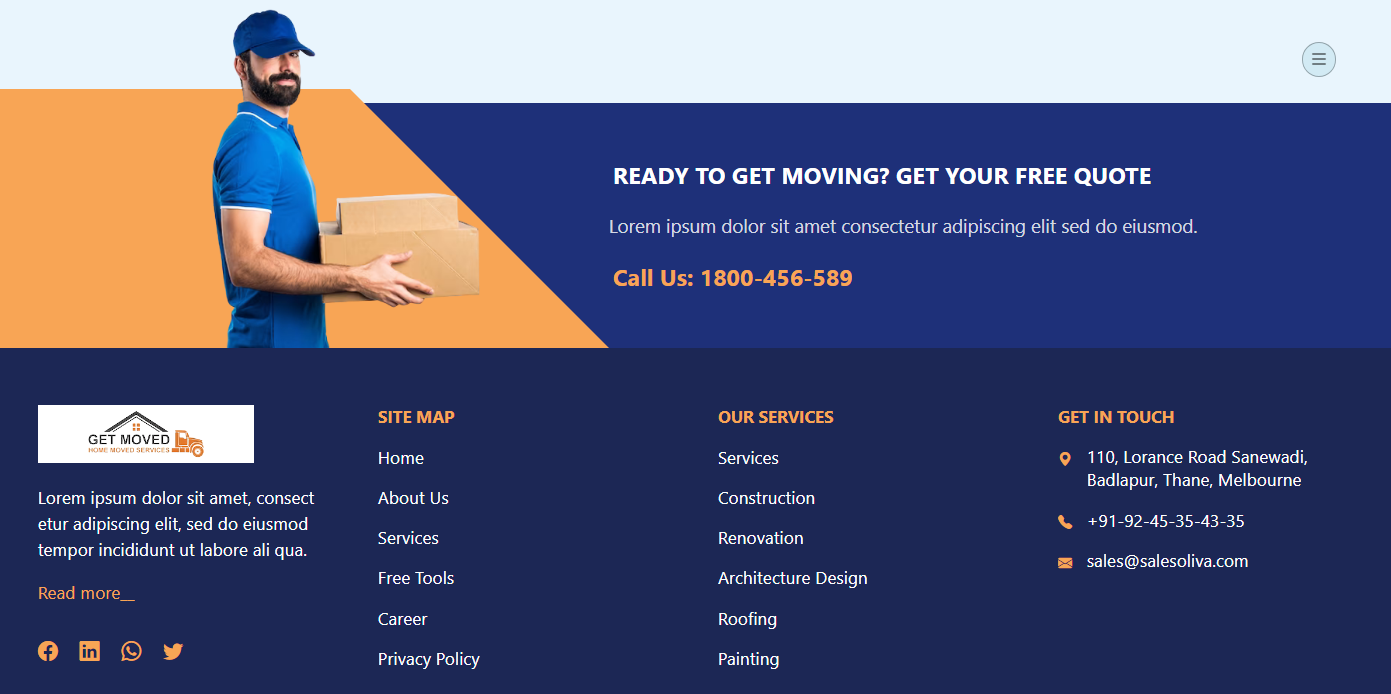 READY TO GET MOVING? GET YOUR FREE QUOTE
Lorem ipsum dolor sit amet consectetur adipiscing elit sed do eiusmod.
Call Us: 1800-456-589
GET MOVED
HOME MOVED SERVICES
Lorem ipsum dolor sit amet, consect
etur adipiscing elit, sed do eiusmod
tempor incididunt ut labore ali qua.
Read more__
SITE MAP
Home
About Us
Services
Free Tools
Career
Privacy Policy
OUR SERVICES
Services
Construction
Renovation
Architecture Design
Roofing
Painting
GET IN TOUCH
110, Lorance Road Sanewadi,
Badlapur, Thane, Melbourne
+91-92-45-35-43-35
sales@salesoliva.com